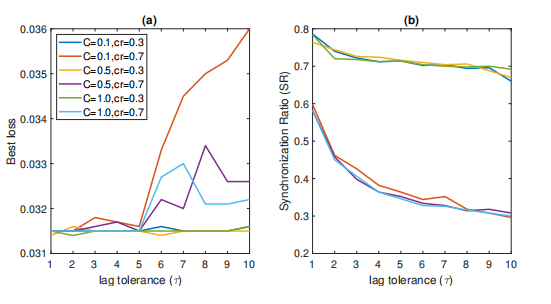 (a)
0.036
0.035
0.034
0.033
0.032
0.031
Best loss
C=0.1,cr=0.3
C=0.1,cr=0.7
C=0.5,cr=0.3
C=0.5,cr=0.7
C=1.0,cr=0.3
C=1.0,cr=0.7
1 2 3 4 5 6 7 8 9 10
lag tolerance (τ)
(b)
0.8
0.7
0.6
0.5
0.4
0.3
0.2
Synchronization Ratio (SR)
1 2 3 4 5 6 7 8 9 10
lag tolerance (τ)